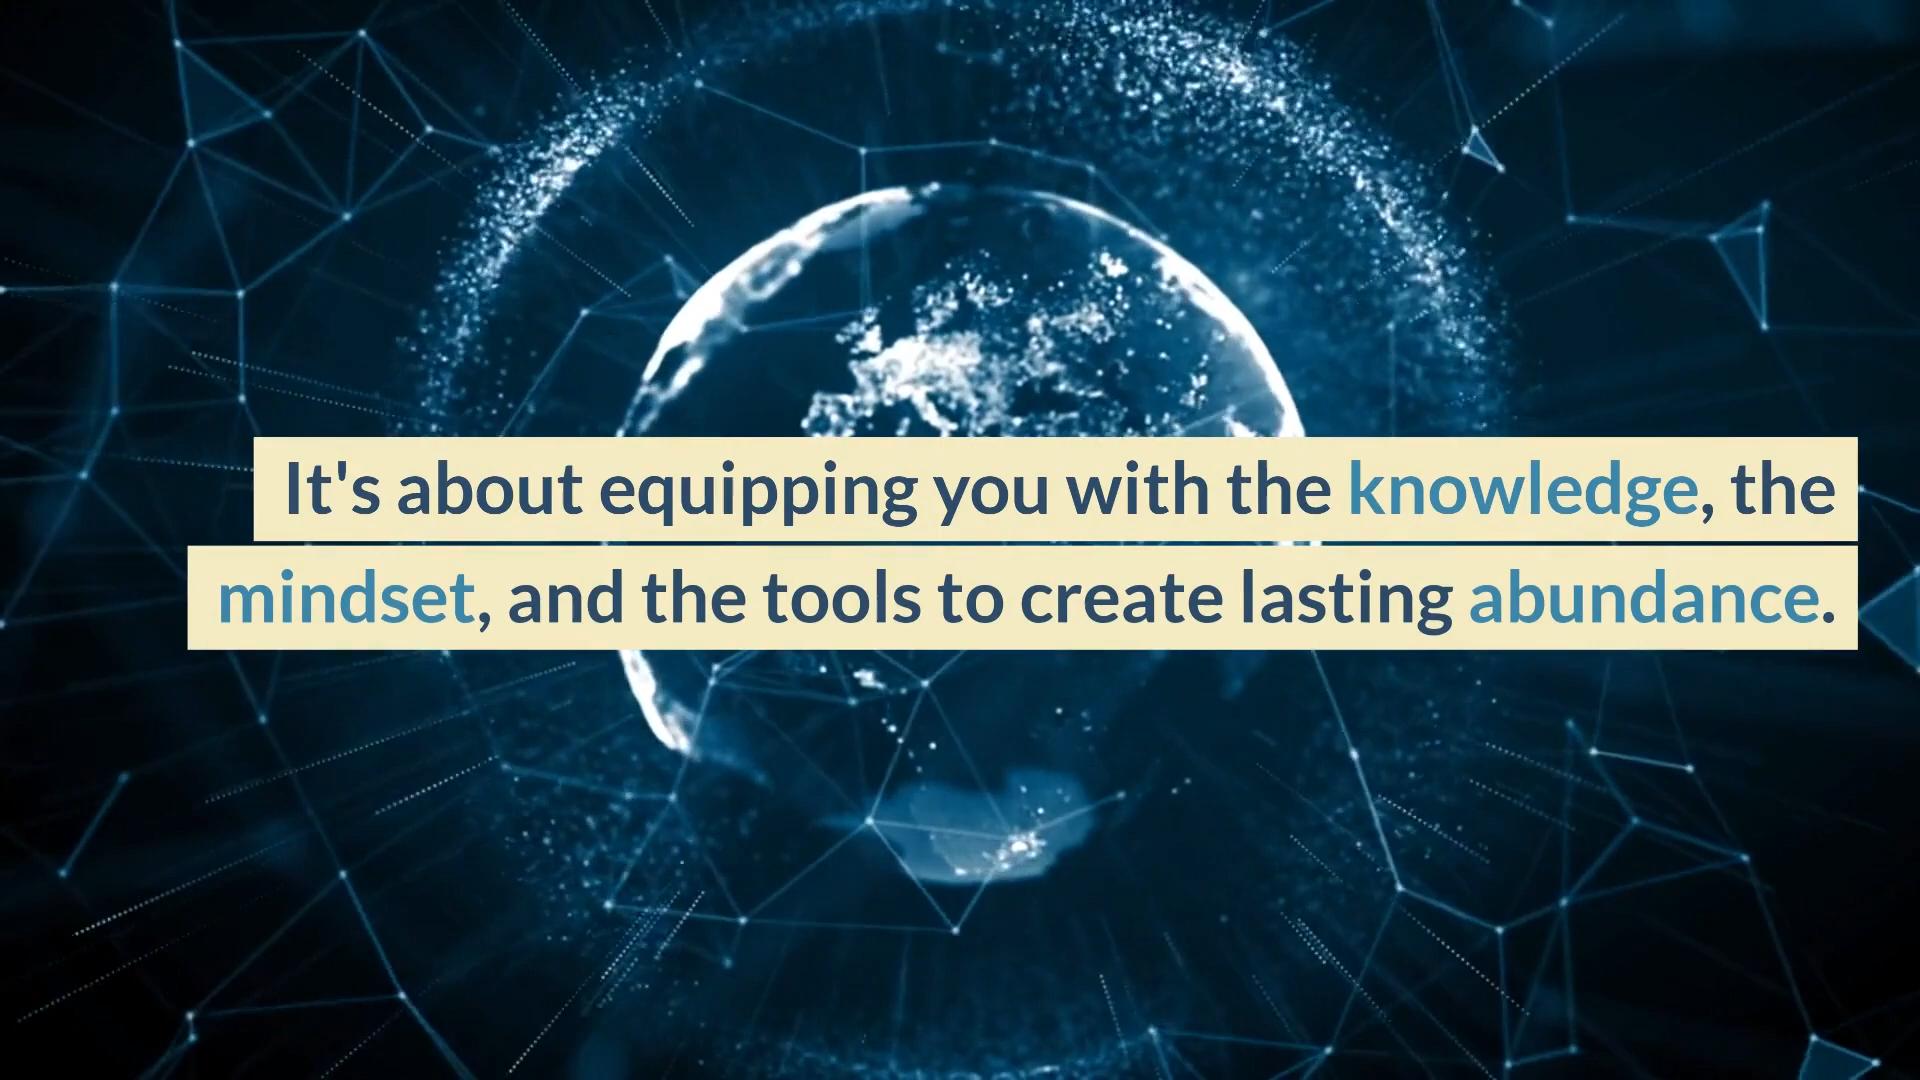 It's about equipping you with the knowledge, the
mindset, and the tools to create lasting abundance.